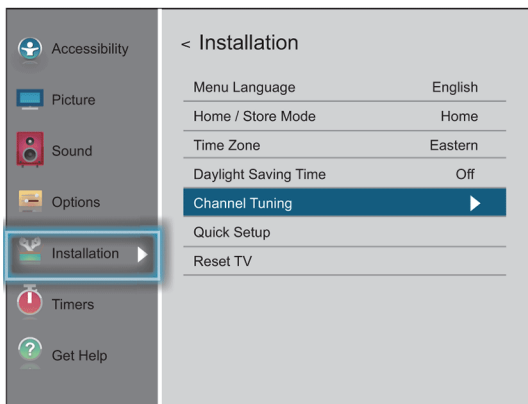 Accessibility
Picture
Sound
Options
Installation
Timers
? Get Help
< Installation
Menu Language English
Home / Store Mode Home
Time Zone Eastern
Daylight Saving Time Off
Channel Tuning
Quick Setup
Reset TV